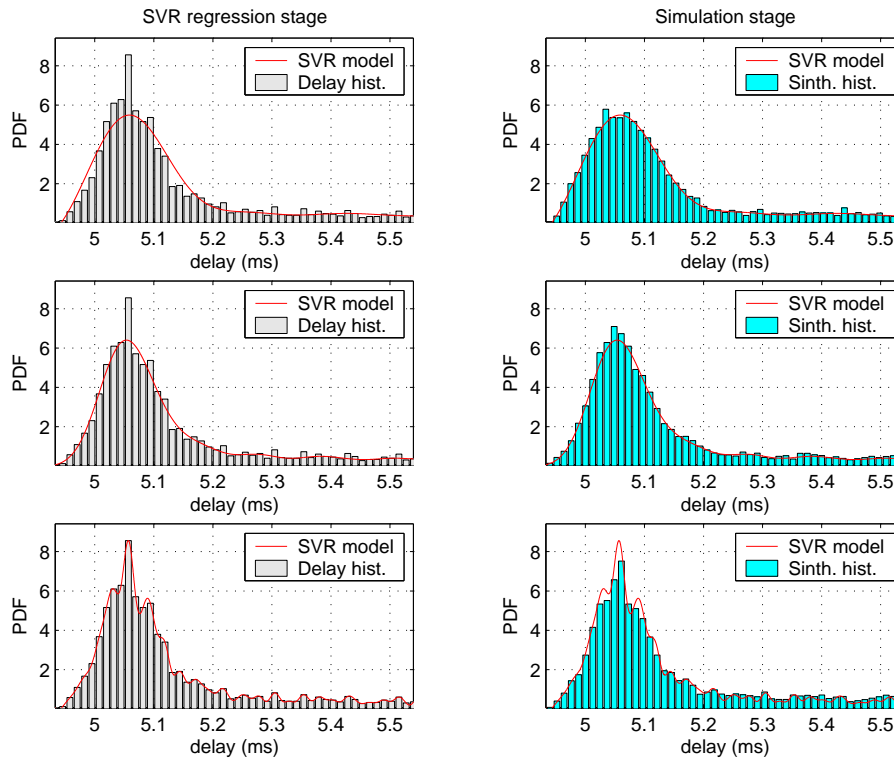 SVR regression stage
Simulation stage
8
6
4
2
PDF
SVR model
Delay hist.
5
5.1
5.2
5.3
5.4
5.5
delay (ms)
8
6
4
2
PDF
SVR model
Sinth. hist.
5
5.1
5.2
5.3
5.4
5.5
delay (ms)
8
6
4
2
PDF
SVR model
Delay hist.
5
5.1
5.2
5.3
5.4
5.5
delay (ms)
8
6
4
2
PDF
SVR model
Sinth. hist.
5
5.1
5.2
5.3
5.4
5.5
delay (ms)
8
6
4
2
PDF
SVR model
Delay hist.
5
5.1
5.2
5.3
5.4
5.5
delay (ms)
8
6
4
2
PDF
SVR model
Sinth. hist.
5
5.1
5.2
5.3
5.4
5.5
delay (ms)